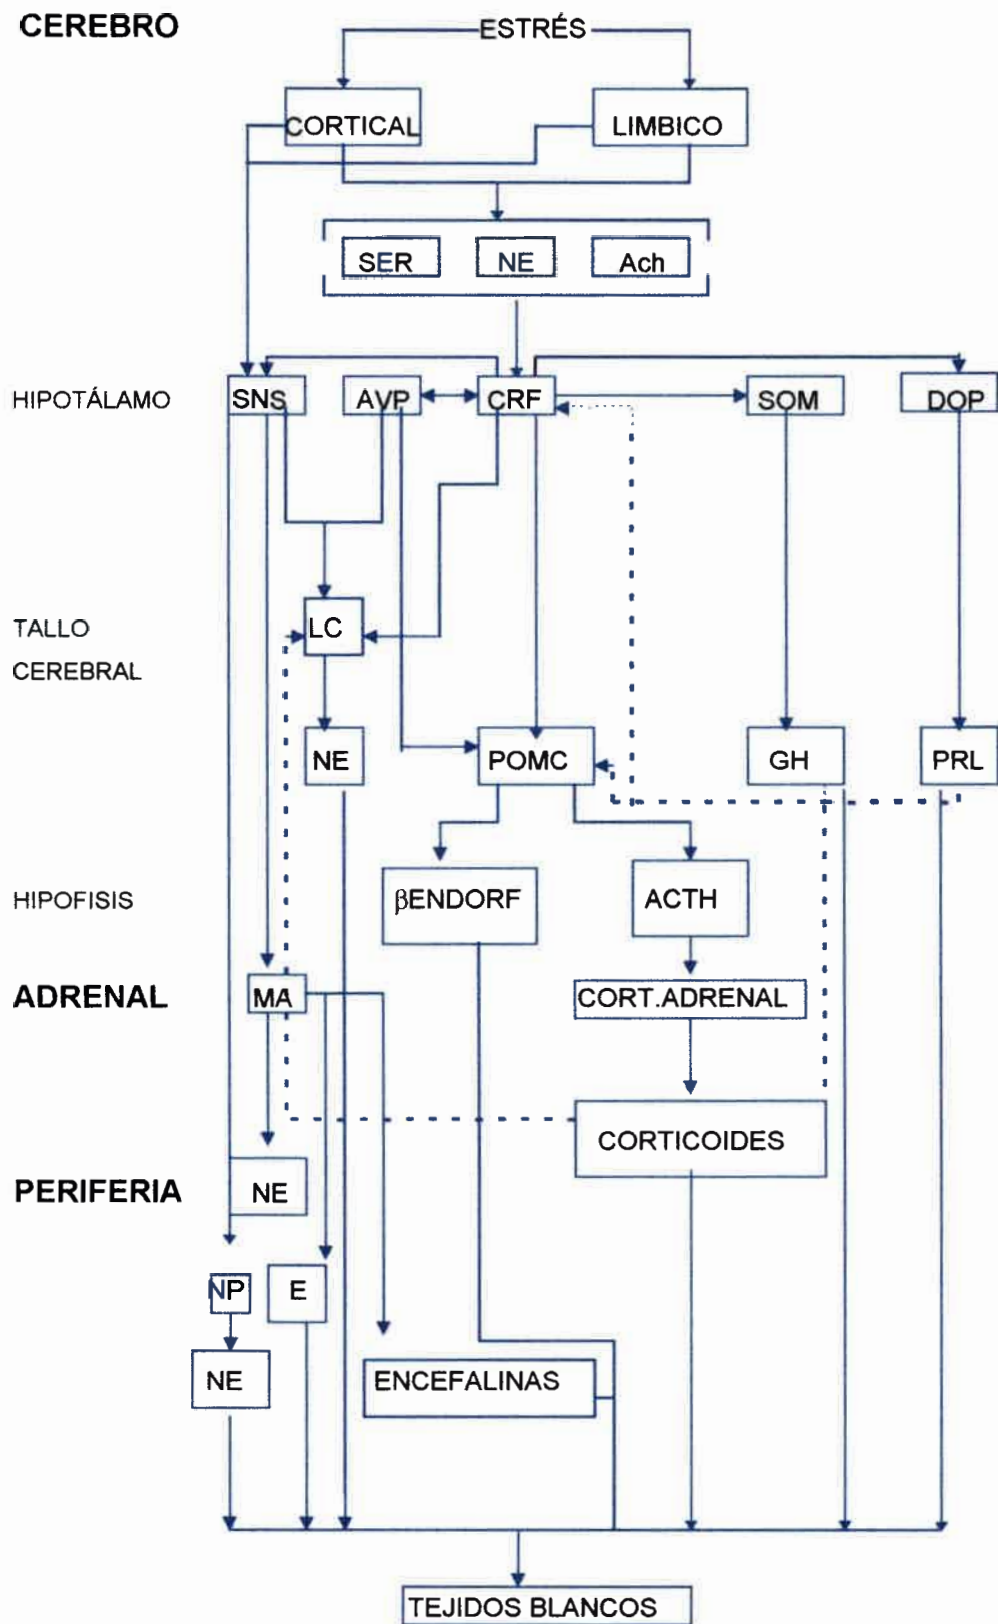 CEREBRO
ESTRÉS
CORTICAL
LIMBICO
SER
NE
Ach
HIPOTÁLAMO
SNS
AVP
CRF
SOM
DOP
TALLO
CEREBRAL
LC
NE
POMC
GH
PRL
HIPOFISIS
βENDORF
ACTH
ADRENAL
MA
CORT.ADRENAL
CORTICOIDES
PERIFERIA
NE
NP
E
NE
ENCEFALINAS
TEJIDOS BLANCOS